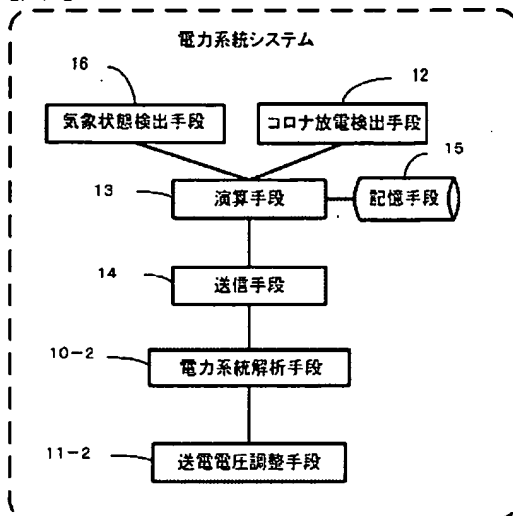 電力系統システム
16
12
気象状態検出手段
コロナ放電検出手段
15
13
演算手段
記憶手段
14
送信手段
10-2
電力系統解析手段
11-2
送電電圧調整手段